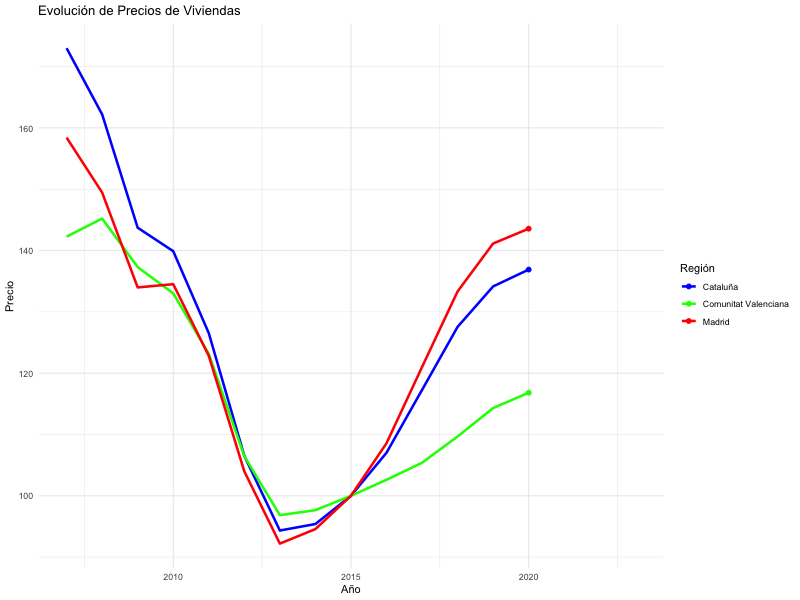 Evolución de Precios de Viviendas
Precio
160
140
120
100
2010
2015
2020
Año
Región
Cataluña
Comunitat Valenciana
Madrid